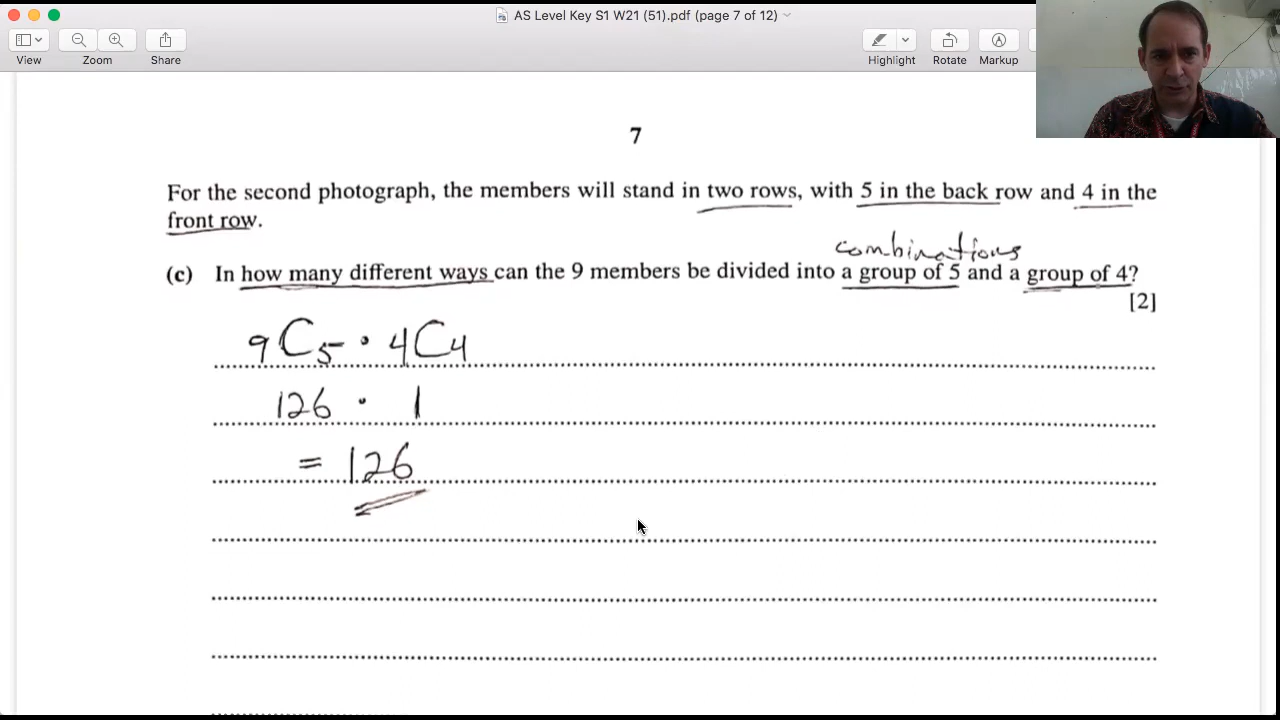 AS Level Key S1 W21 (51).pdf (page 7 of 12)
View Zoom Share Highlight Rotate Markup
7
For the second photograph, the members will stand in two rows, with 5 in the back row and 4 in the
front row.
combinations
(c) In how many different ways can the 9 members be divided into a group of 5 and a group of 4?
[2]
9C5 · 4C4
126 · 1
= 126